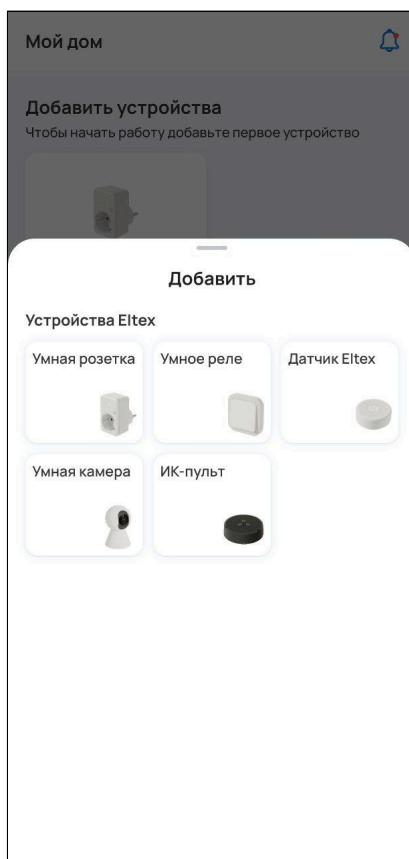 Мой дом
Добавить устройства
Чтобы начать работу добавьте первое устройство
Добавить
Устройства Eltex
Умная розетка
Умное реле
Датчик Eltex
Умная камера
ИК-пульт